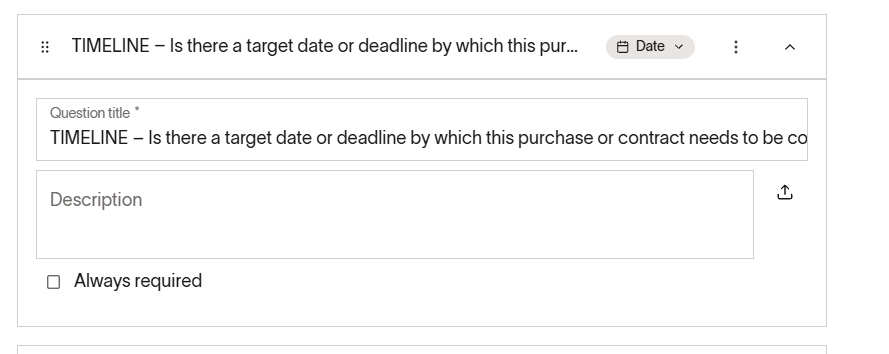 TIMELINE – Is there a target date or deadline by which this pur...
Date
Question title *
TIMELINE – Is there a target date or deadline by which this purchase or contract needs to be co
Description
Always required